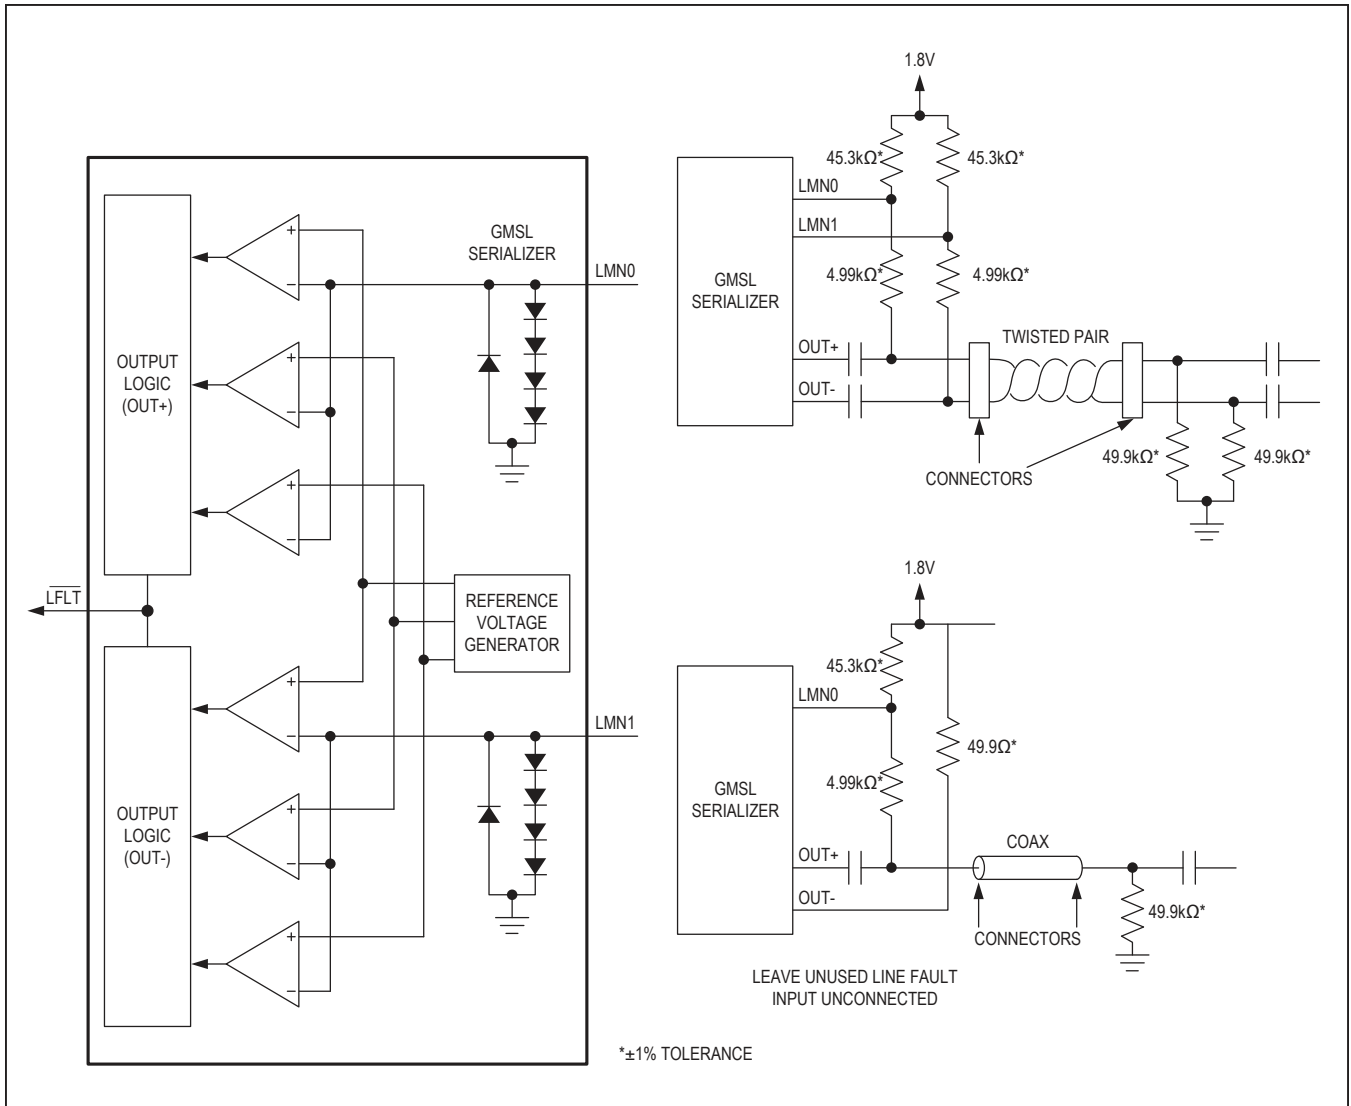 GMSL
SERIALIZER
LMN0
+
−
OUTPUT
LOGIC
(OUT+)
+
−
+
−
LFLT
REFERENCE
VOLTAGE
GENERATOR
+
−
LMN1
OUTPUT
LOGIC
(OUT-)
+
−
+
−
1.8V
45.3kΩ*
45.3kΩ*
LMN0
LMN1
GMSL
SERIALIZER
4.99kΩ*
4.99kΩ*
TWISTED PAIR
OUT+
OUT-
CONNECTORS
49.9kΩ*
49.9kΩ*
1.8V
45.3kΩ*
LMN0
49.9Ω*
GMSL
SERIALIZER
4.99kΩ*
COAX
OUT+
OUT-
49.9kΩ*
CONNECTORS
LEAVE UNUSED LINE FAULT
INPUT UNCONNECTED
*±1% TOLERANCE